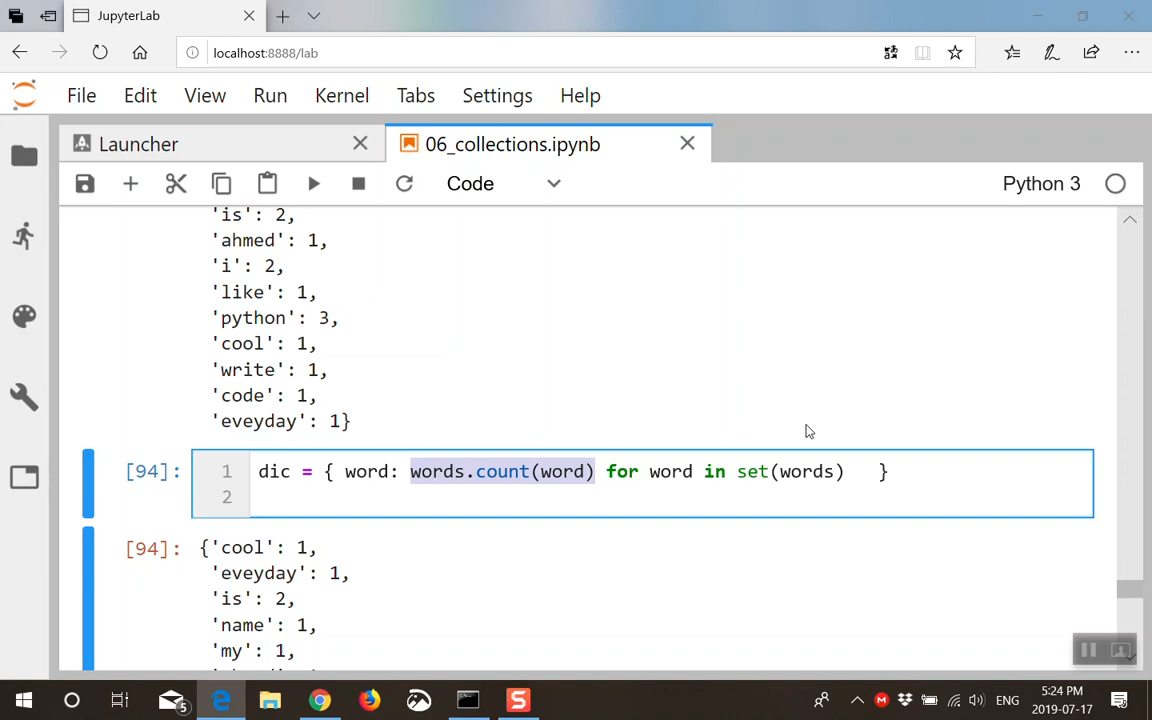 JupyterLab
localhost:8888/lab
File Edit View Run Kernel Tabs Settings Help
Launcher 06_collections.ipynb
Code Python 3
'is': 2,
'ahmed': 1,
'i': 2,
'like': 1,
'python': 3,
'cool': 1,
'write': 1,
'code': 1,
'eveyday': 1}
[94]: 1 dic = { word: words.count(word) for word in set(words) }
2
[94]: {'cool': 1,
'eveyday': 1,
'is': 2,
'name': 1,
'my': 1,
5 ENG 5:24 PM
2019-07-17